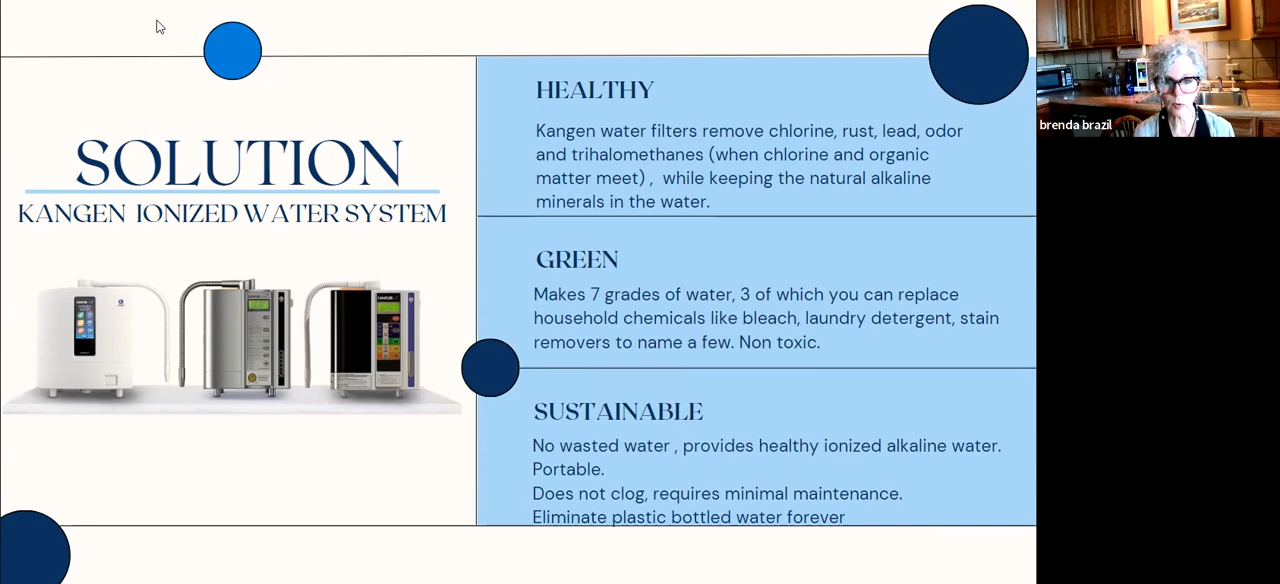 SOLUTION
KANGEN IONIZED WATER SYSTEM
HEALTHY
Kangen water filters remove chlorine, rust, lead, odor
and trihalomethanes (when chlorine and organic
matter meet) , while keeping the natural alkaline
minerals in the water.
GREEN
Makes 7 grades of water, 3 of which you can replace
household chemicals like bleach, laundry detergent, stain
removers to name a few. Non toxic.
SUSTAINABLE
No wasted water , provides healthy ionized alkaline water.
Portable.
Does not clog, requires minimal maintenance.
Eliminate plastic bottled water forever
brenda brazil